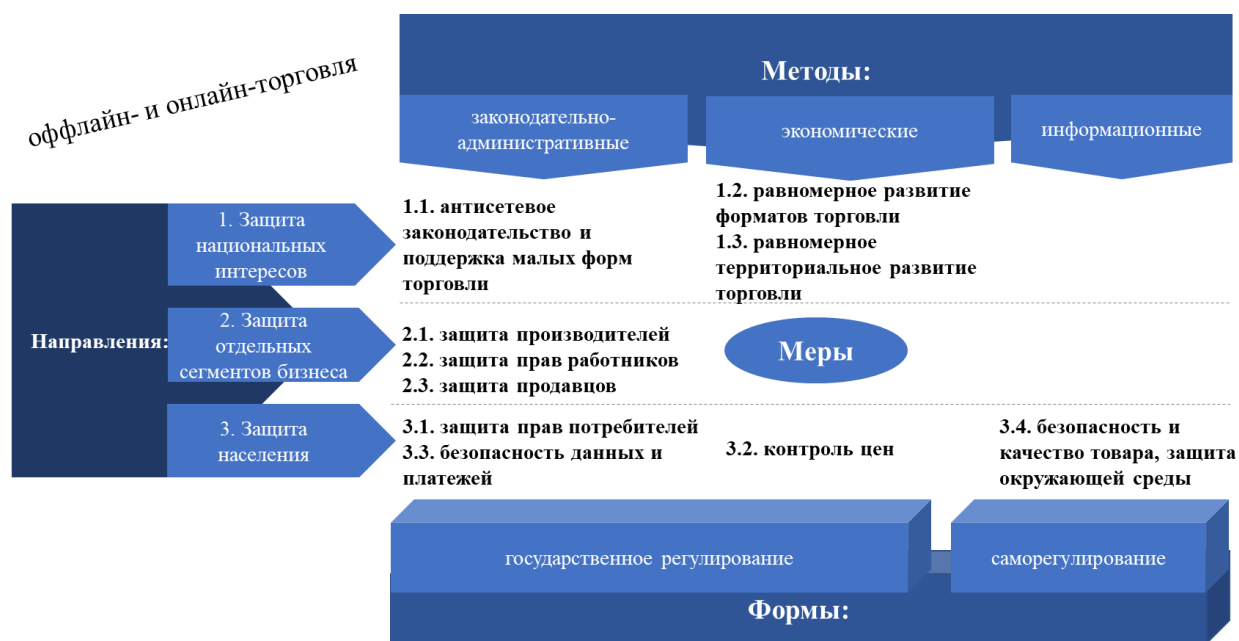 оффлайн- и онлайн-торговля
Методы:
законодательно-
административные
экономические
информационные
Направления:
1. Защита
национальных
интересов
1.1. антисетевое
законодательство и
поддержка малых форм
торговли
1.2. равномерное развитие
форматов торговли
1.3. равномерное
территориальное развитие
торговли
2. Защита
отдельных
сегментов бизнеса
2.1. защита производителей
2.2. защита прав работников
2.3. защита продавцов
Меры
3. Защита
населения
3.1. защита прав потребителей
3.3. безопасность данных и
платежей
3.2. контроль цен
3.4. безопасность и
качество товара, защита
окружающей среды
государственное регулирование
саморегулирование
Формы: